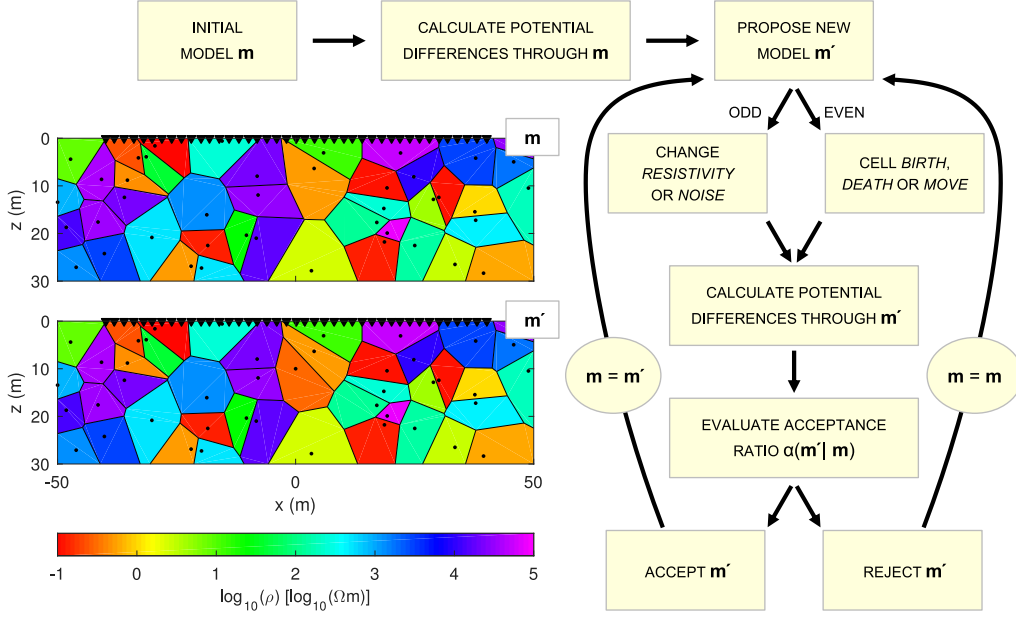 INITIAL
MODEL m
CALCULATE POTENTIAL
DIFFERENCES THROUGH m
PROPOSE NEW
MODEL m´
ODD
EVEN
CHANGE
RESISTIVITY
OR NOISE
CELL BIRTH,
DEATH OR MOVE
CALCULATE POTENTIAL
DIFFERENCES THROUGH m´
m = m´
m = m
EVALUATE ACCEPTANCE
RATIO α(m´| m)
ACCEPT m´
REJECT m´
m
0
10
20
30
z (m)
m´
0
10
20
30
z (m)
-50
0
50
x (m)
-1
0
1
2
3
4
5
log10(ρ) [log10(Ωm)]